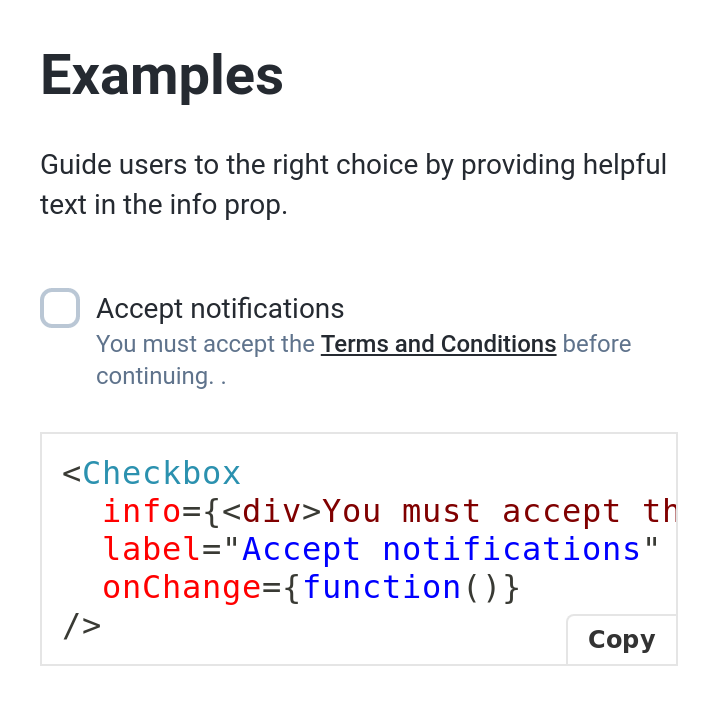 Examples
Guide users to the right choice by providing helpful
text in the info prop.
Accept notifications
You must accept the Terms and Conditions before
continuing. .
<Checkbox
  info={<div>You must accept th
  label="Accept notifications"
  onChange={function()}
/>
Copy